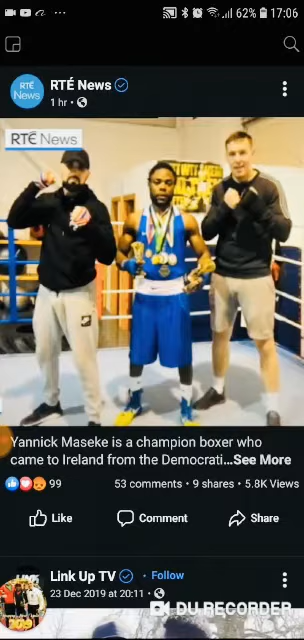 62% 17:06
RTÉ News
RTÉ News
1 hr
RTÉ News
Yannick Maseke is a champion boxer who
came to Ireland from the Democrati...See More
99 53 comments • 9 shares • 5.8K Views
Like Comment Share
Link Up TV • Follow
23 Dec 2019 at 20:11
DU RECORDER